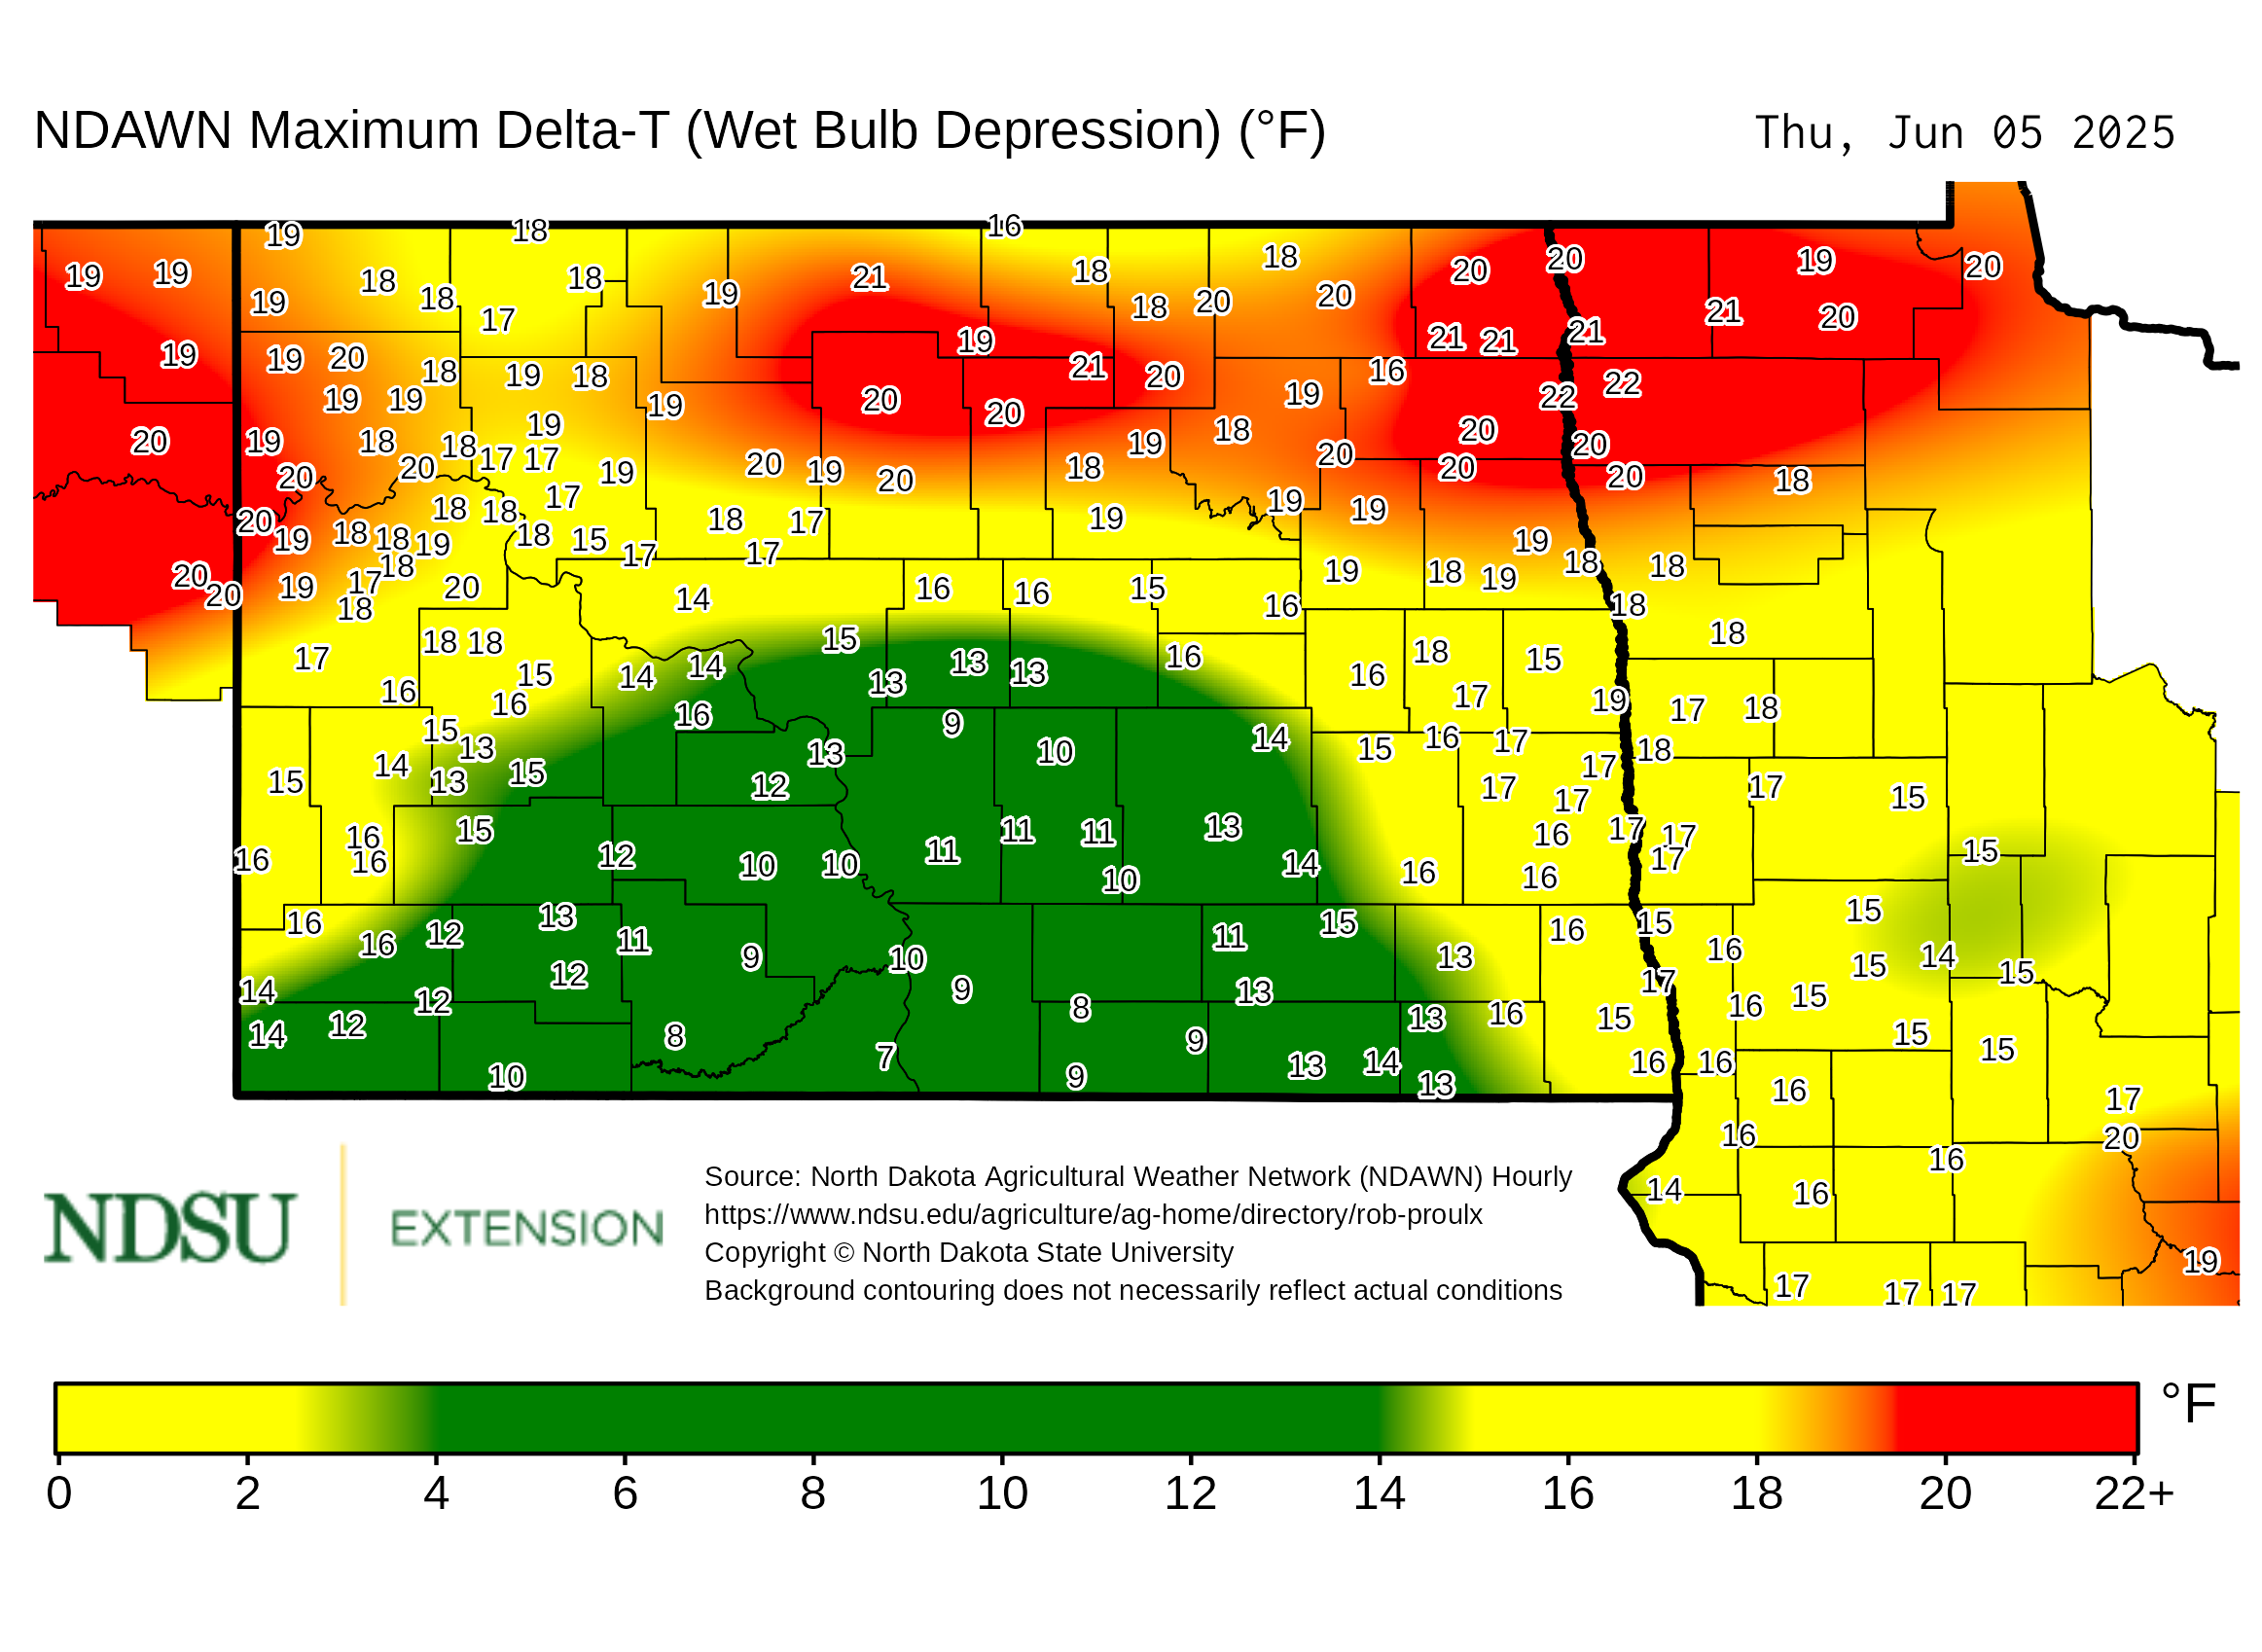 NDAWN Maximum Delta-T (Wet Bulb Depression) (°F)
Thu, Jun 05 2025
19 18 16
19 19 18 18 21 18 18 20 20 19 20
19 18 17 19 18 20 20 21 20
19 19 20 18 19 18 19 21 20 16 21 21 21
19 19 19 20 20 19 22 22
20 19 18 18 19 19 18 20 20
20 20 17 17 19 20 19 20 18 20 20 20 18
20 18 18 17 18 17 19 19 19
19 18 18 19 18 15 17 17 19 18 18
20 20 19 17 18 20 14 16 16 15 16 19 18 19
18 18 18
17 18 18 15 13 13 16 18 15
16 15 14 14 13 16 17 19 17 18
16 16 9
15 13 13 10 14 15 16 17 18
15 14 13 15 12 17 17 17 15
16 15 12 10 10 11 11 11 13 16 17 17 17
16 16 10 14 16 16 15
16 16 12 13 11 9 10 11 15 13 16 15 16 15
14 12 12 9 13 17 15 14 15
14 12 8 7 8 9 13 16 15 16 15 15
10 9 13 14 13 16 16 15
16 17
16 20
14 16 16
19
17 17 17
NDSU
EXTENSION
Source: North Dakota Agricultural Weather Network (NDAWN) Hourly
https://www.ndsu.edu/agriculture/ag-home/directory/rob-proulx
Copyright © North Dakota State University
Background contouring does not necessarily reflect actual conditions
°F
0 2 4 6 8 10 12 14 16 18 20 22+